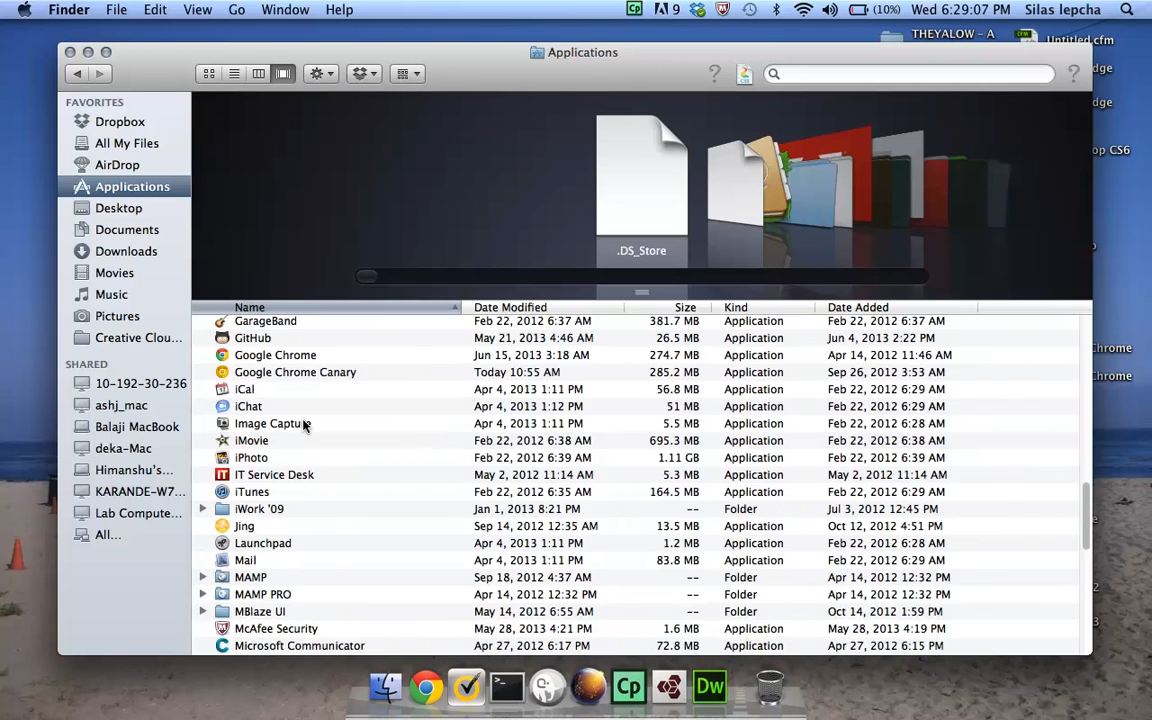 Finder File Edit View Go Window Help 9 (10%) Wed 6:29:07 PM Silas lepcha
THEYALOW - A Untitled.cfm
Applications
FAVORITES
Dropbox
All My Files
AirDrop
Applications
Desktop
Documents
Downloads
Movies
Music
Pictures
Creative Clou...
SHARED
10-192-30-236
ashj_mac
Balaji MacBook
deka-Mac
Himanshu's...
KARANDE-W7...
Lab Compute...
All...
.DS_Store
Name Date Modified Size Kind Date Added
GarageBand Feb 22, 2012 6:37 AM 381.7 MB Application Feb 22, 2012 6:37 AM
GitHub May 21, 2013 4:46 AM 26.5 MB Application Jun 4, 2013 2:22 PM
Google Chrome Jun 15, 2013 3:18 AM 274.7 MB Application Apr 14, 2012 11:46 AM
Google Chrome Canary Today 10:55 AM 285.2 MB Application Sep 26, 2012 3:53 AM
iCal Apr 4, 2013 1:11 PM 56.8 MB Application Feb 22, 2012 6:29 AM
iChat Apr 4, 2013 1:12 PM 51 MB Application Feb 22, 2012 6:29 AM
Image Capture Apr 4, 2013 1:11 PM 5.5 MB Application Feb 22, 2012 6:28 AM
iMovie Feb 22, 2012 6:38 AM 695.3 MB Application Feb 22, 2012 6:38 AM
iPhoto Feb 22, 2012 6:39 AM 1.11 GB Application Feb 22, 2012 6:39 AM
IT Service Desk May 2, 2012 11:14 AM 5.3 MB Application May 2, 2012 11:14 AM
iTunes Feb 22, 2012 6:35 AM 164.5 MB Application Feb 22, 2012 6:29 AM
iWork '09 Jan 1, 2013 8:21 PM -- Folder Jul 3, 2012 12:45 PM
Jing Sep 14, 2012 12:35 AM 13.5 MB Application Oct 12, 2012 4:51 PM
Launchpad Apr 4, 2013 1:11 PM 1.2 MB Application Feb 22, 2012 6:28 AM
Mail Apr 4, 2013 1:11 PM 83.8 MB Application Feb 22, 2012 6:29 AM
MAMP Sep 18, 2012 4:37 AM -- Folder Apr 14, 2012 12:32 PM
MAMP PRO Apr 14, 2012 12:32 PM -- Folder Apr 14, 2012 12:32 PM
MBlaze UI May 14, 2012 6:55 AM -- Folder Oct 14, 2012 1:59 PM
McAfee Security May 28, 2013 4:21 PM 1.6 MB Application May 28, 2013 4:19 PM
Microsoft Communicator Apr 27, 2012 6:17 PM 72.8 MB Application Apr 27, 2012 6:15 PM
dge
dge
op CS6
Chrome
Chrome
Cp Dw